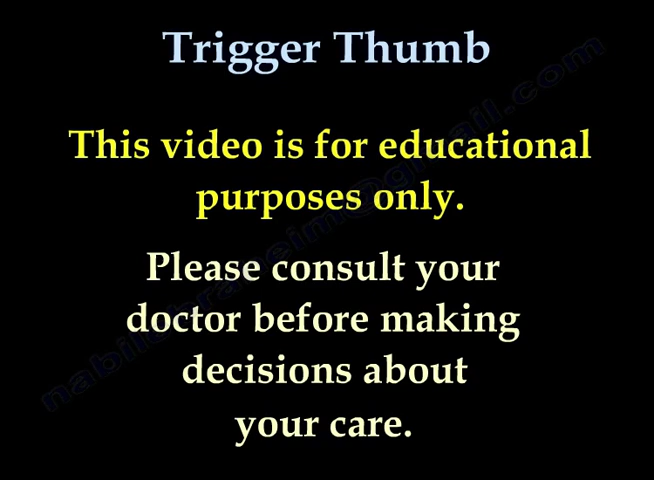 Trigger Thumb
This video is for educational
purposes only.
Please consult your
doctor before making
decisions about
your care.